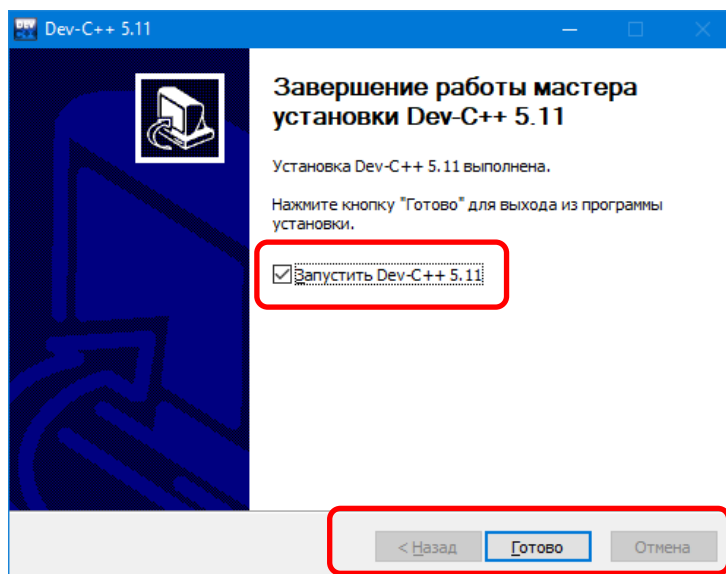 Dev-C++ 5.11
Завершение работы мастера
установки Dev-C++ 5.11
Установка Dev-C++ 5.11 выполнена.
Нажмите кнопку "Готово" для выхода из программы
установки.
Запустить Dev-C++ 5.11
< Назад Готово Отмена